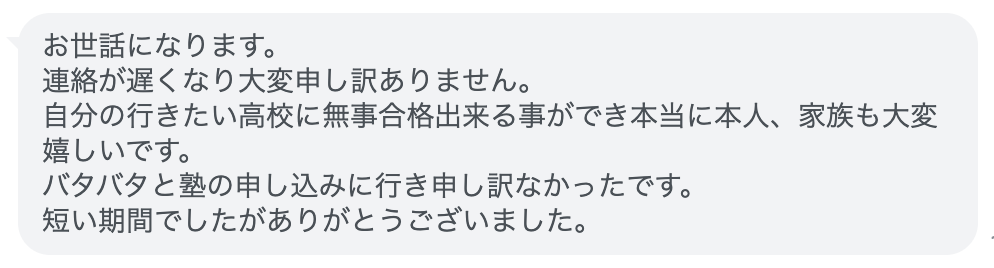 お世話になります。
連絡が遅くなり大変申し訳ありません。
自分の行きたい高校に無事合格出来る事ができ本当に本人、家族も大変
嬉しいです。
バタバタと塾の申し込みに行き申し訳なかったです。
短い期間でしたがありがとうございました。